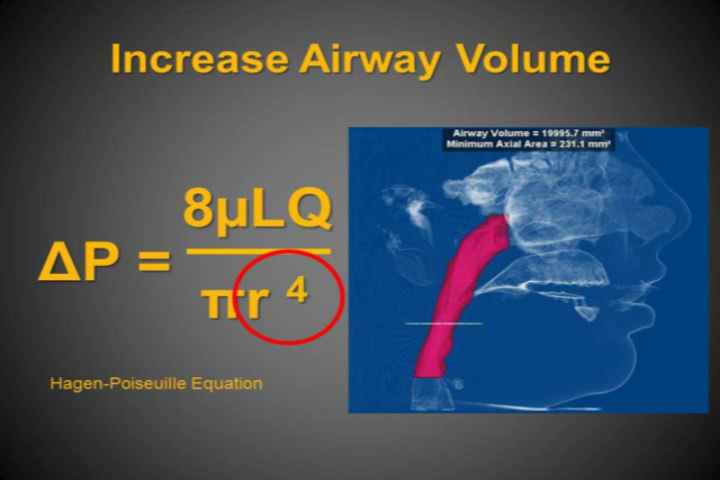 Increase Airway Volume
Airway Volume = 19995.7 mm³
Minimum Axial Area = 231.1 mm²
8μLQ
ΔP =
πr ⁴
Hagen-Poiseuille Equation